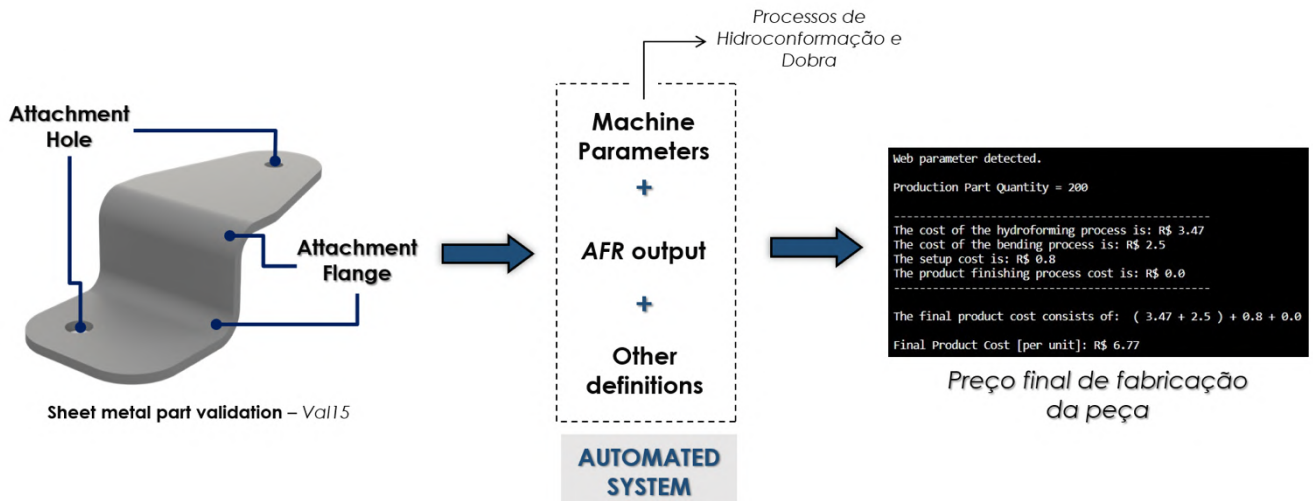 Processos de
Hidroconformação e
Dobra
Attachment
Hole
Attachment
Flange
Sheet metal part validation – Val15
Machine
Parameters
+
AFR output
+
Other
definitions
AUTOMATED
SYSTEM
Web parameter detected.
Production Part Quantity = 200
--------------------------------------------------
The cost of the hydroforming process is: R$ 3.47
The cost of the bending process is: R$ 2.5
The setup cost is: R$ 0.8
The product finishing process cost is: R$ 0.0
--------------------------------------------------
The final product cost consists of:  ( 3.47 + 2.5 ) + 0.8 + 0.0
Final Product Cost [per unit]: R$ 6.77
Preço final de fabricação
da peça